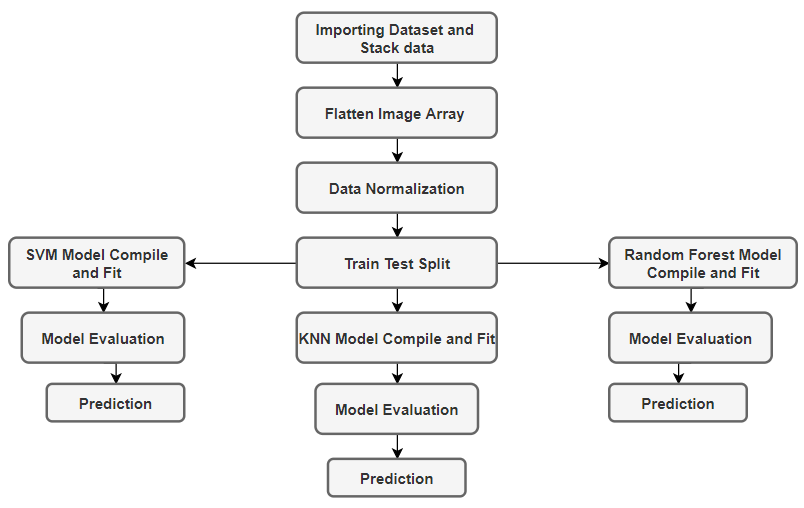 Importing Dataset and
Stack data
Flatten Image Array
Data Normalization
SVM Model Compile
and Fit
Train Test Split
Random Forest Model
Compile and Fit
Model Evaluation
KNN Model Compile and Fit
Model Evaluation
Prediction
Model Evaluation
Prediction
Prediction